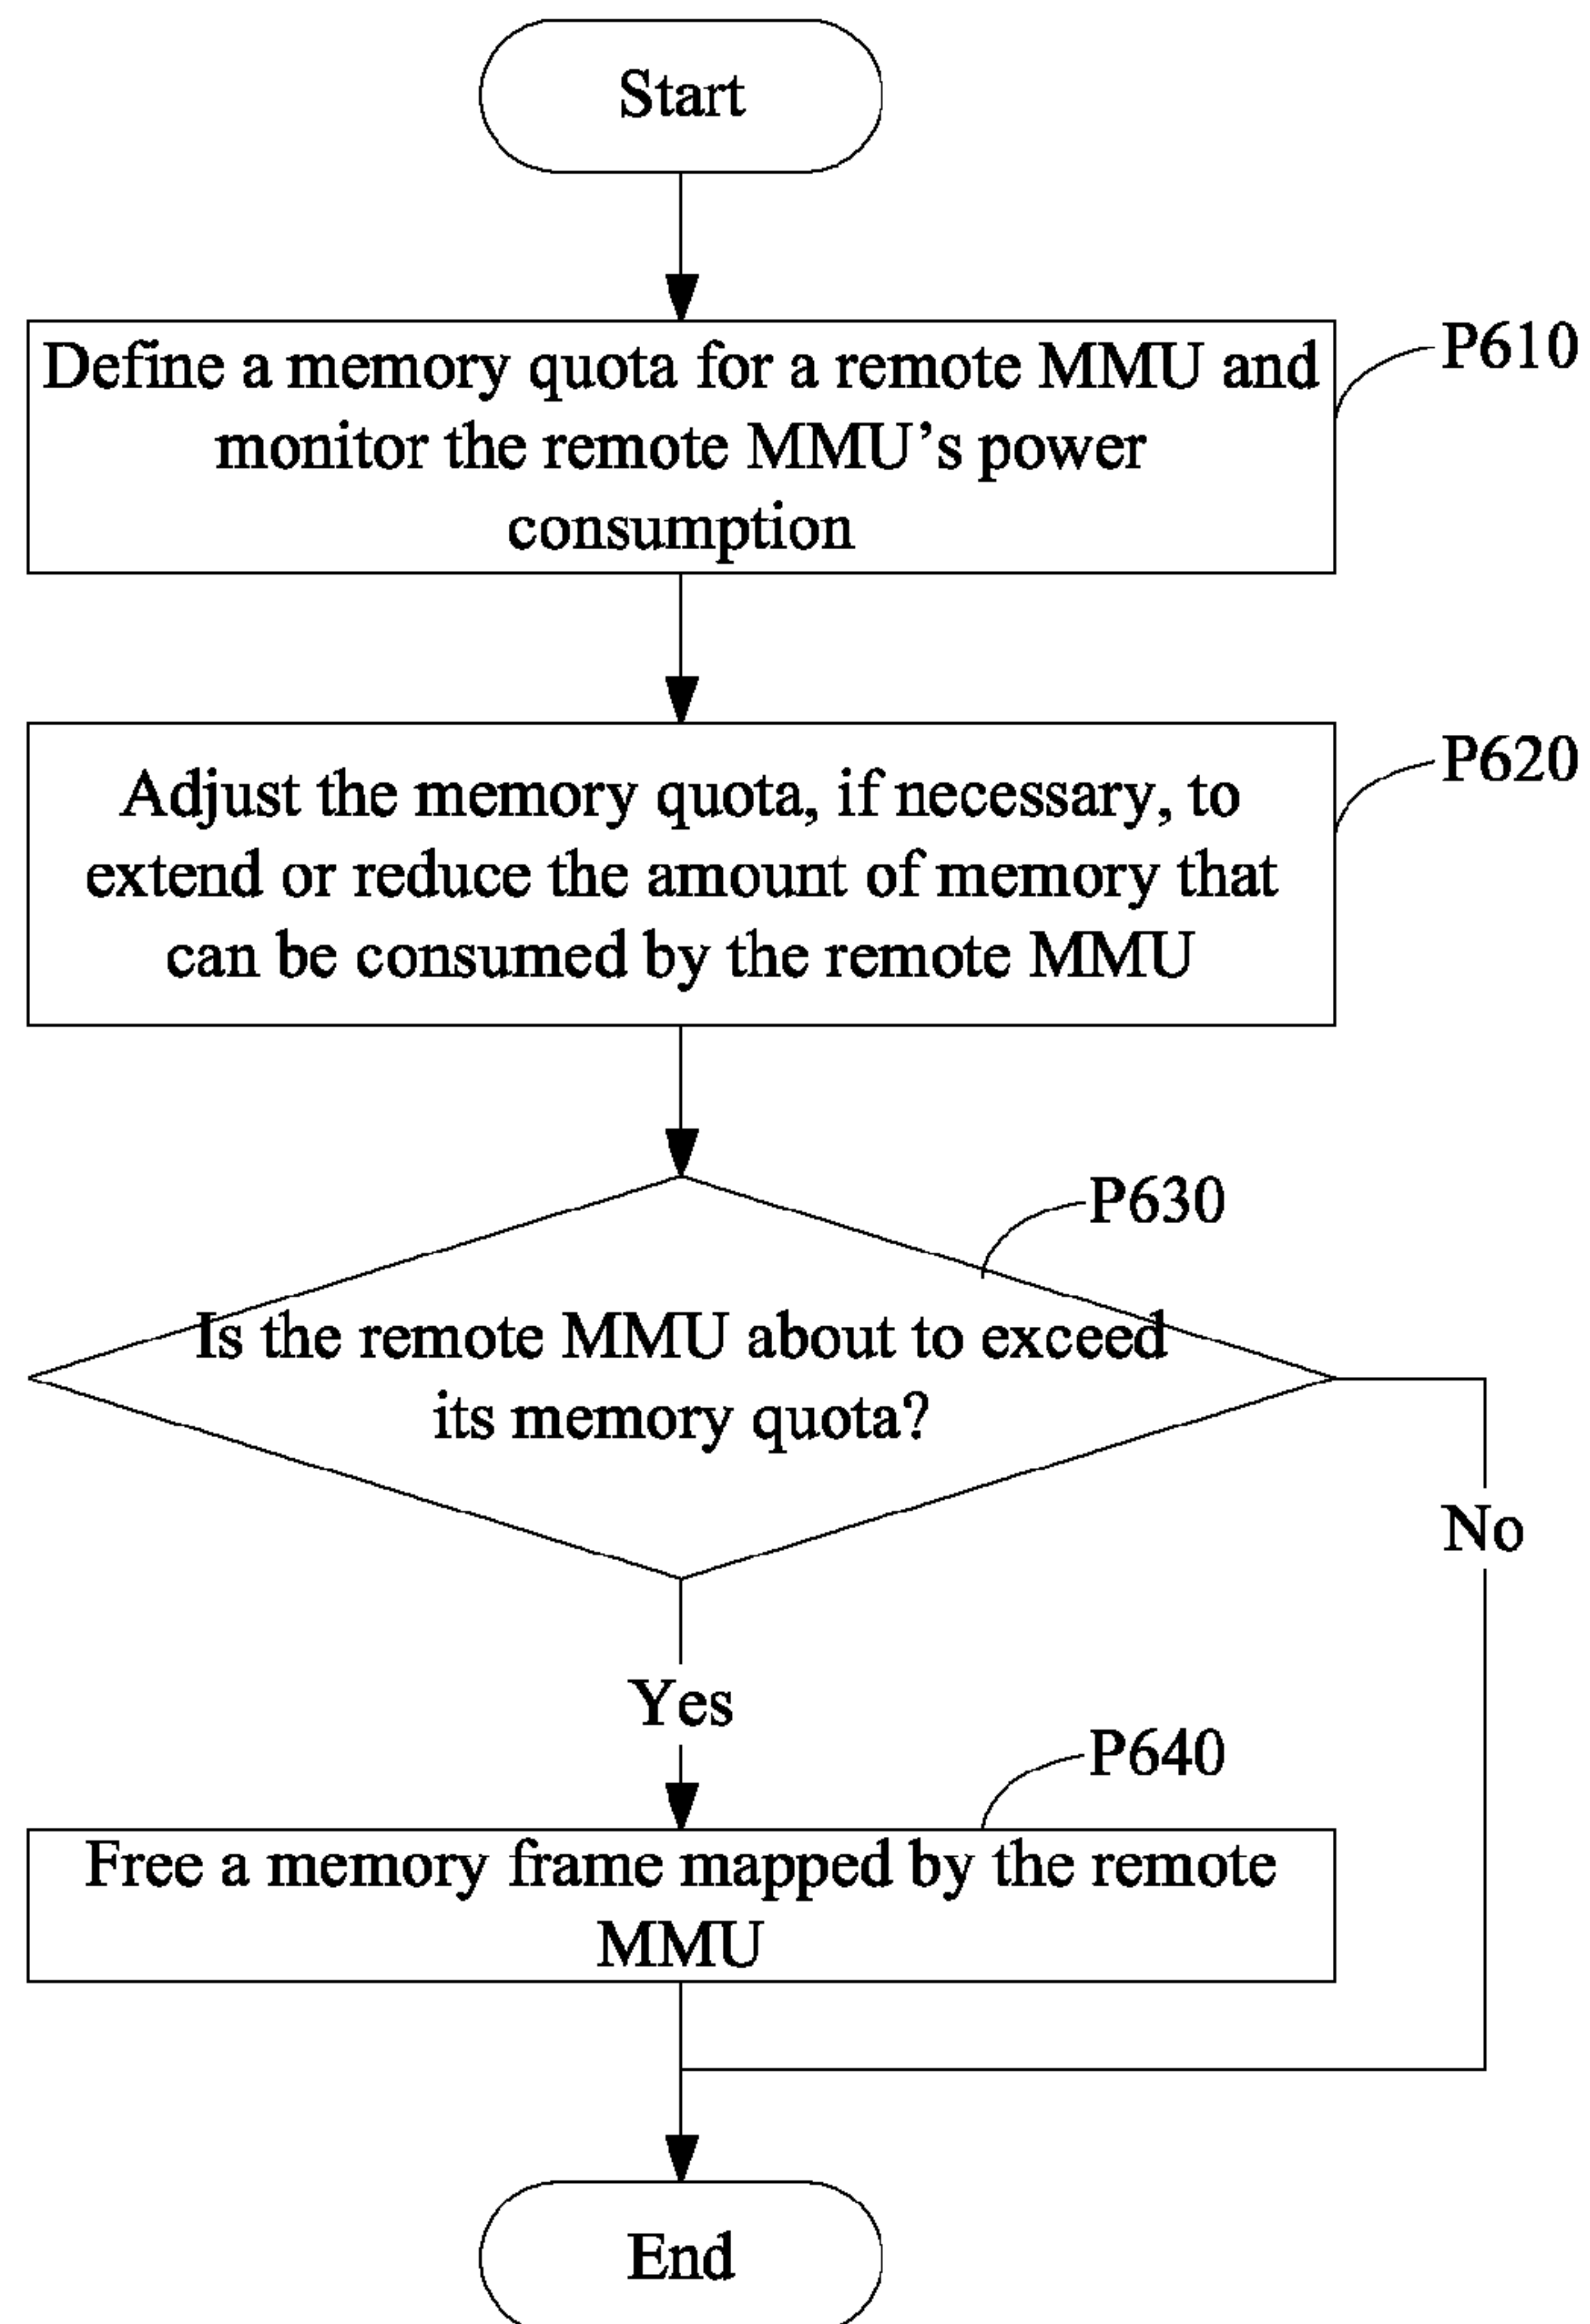 Start
Define a memory quota for a remote MMU and
monitor the remote MMU’s power
consumption
P610
Adjust the memory quota, if necessary, to
extend or reduce the amount of memory that
can be consumed by the remote MMU
P620
P630
Is the remote MMU about to exceed
its memory quota?
No
Yes
P640
Free a memory frame mapped by the remote
MMU
End